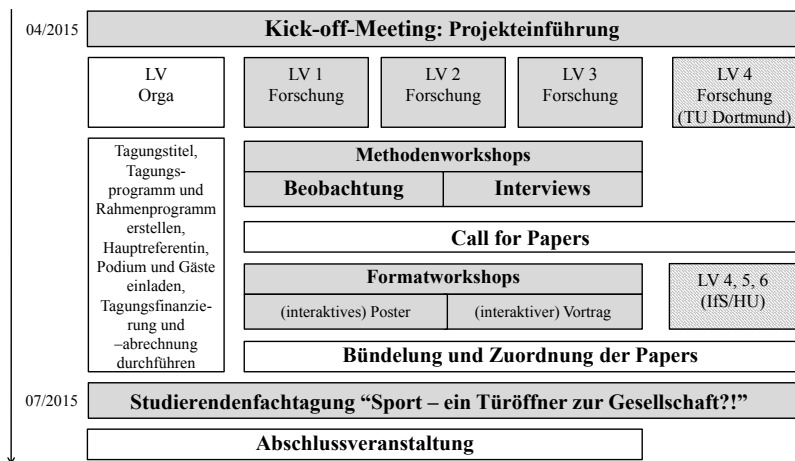 04/2015
Kick-off-Meeting: Projekteinführung
LV
Orga
LV 1
Forschung
LV 2
Forschung
LV 3
Forschung
LV 4
Forschung
(TU Dortmund)
Tagungstitel,
Tagungs-
programm und
Rahmenprogramm
erstellen,
Hauptreferentin,
Podium und Gäste
einladen,
Tagungsfinanzie-
rung und
–abrechnung
durchführen
Methodenworkshops
Beobachtung
Interviews
Call for Papers
Formatworkshops
(interaktives) Poster
(interaktiver) Vortrag
LV 4, 5, 6
(IfS/HU)
Bündelung und Zuordnung der Papers
07/2015
Studierendenfachtagung “Sport – ein Türöffner zur Gesellschaft?!”
Abschlussveranstaltung